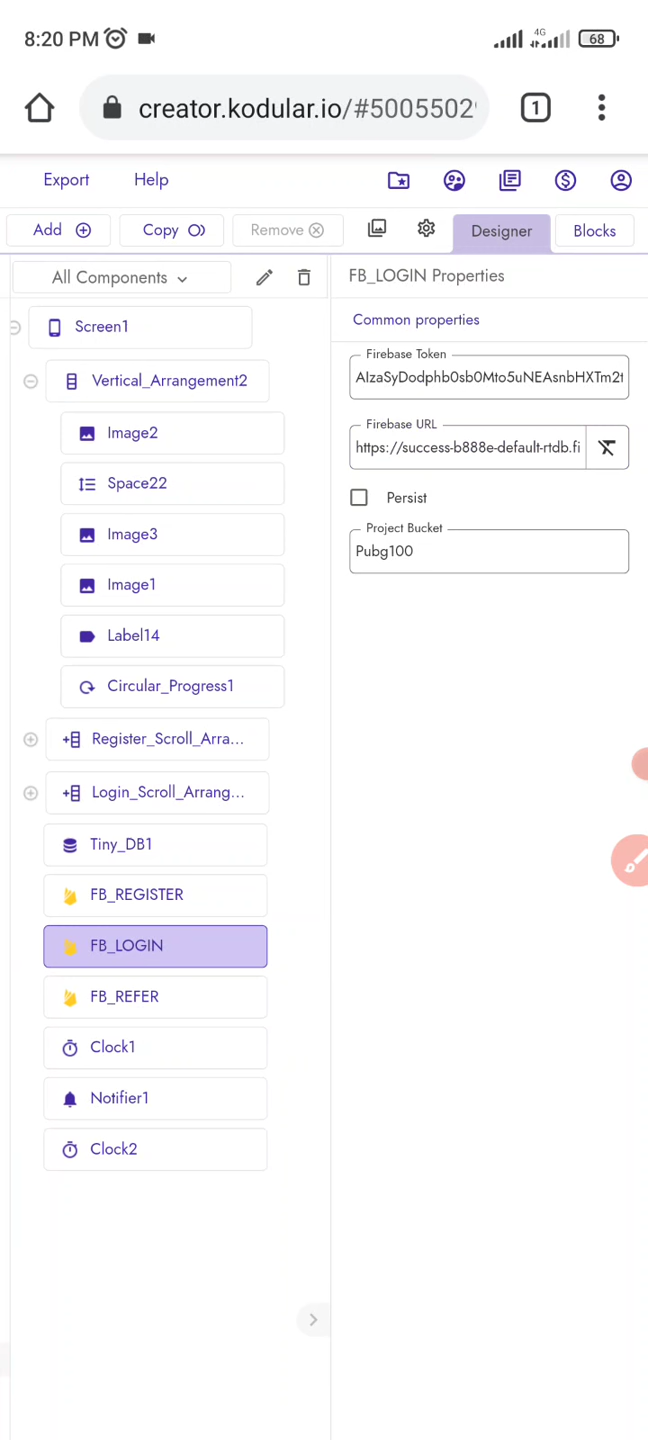 8:20 PM
4G
68
creator.kodular.io/#5005502
1
Export
Help
Add
Copy
Remove
Designer
Blocks
All Components
FB_LOGIN Properties
Common properties
Screen1
Firebase Token
Vertical_Arrangement2
Firebase URL
Image2
https://success-b888e-default-rtdb.fi
Space22
Persist
Image3
Project Bucket
Pubg100
Image1
Label14
Circular_Progress1
Register_Scroll_Arra...
Login_Scroll_Arrang...
Tiny_DB1
FB_REGISTER
FB_LOGIN
FB_REFER
Clock1
Notifier1
Clock2